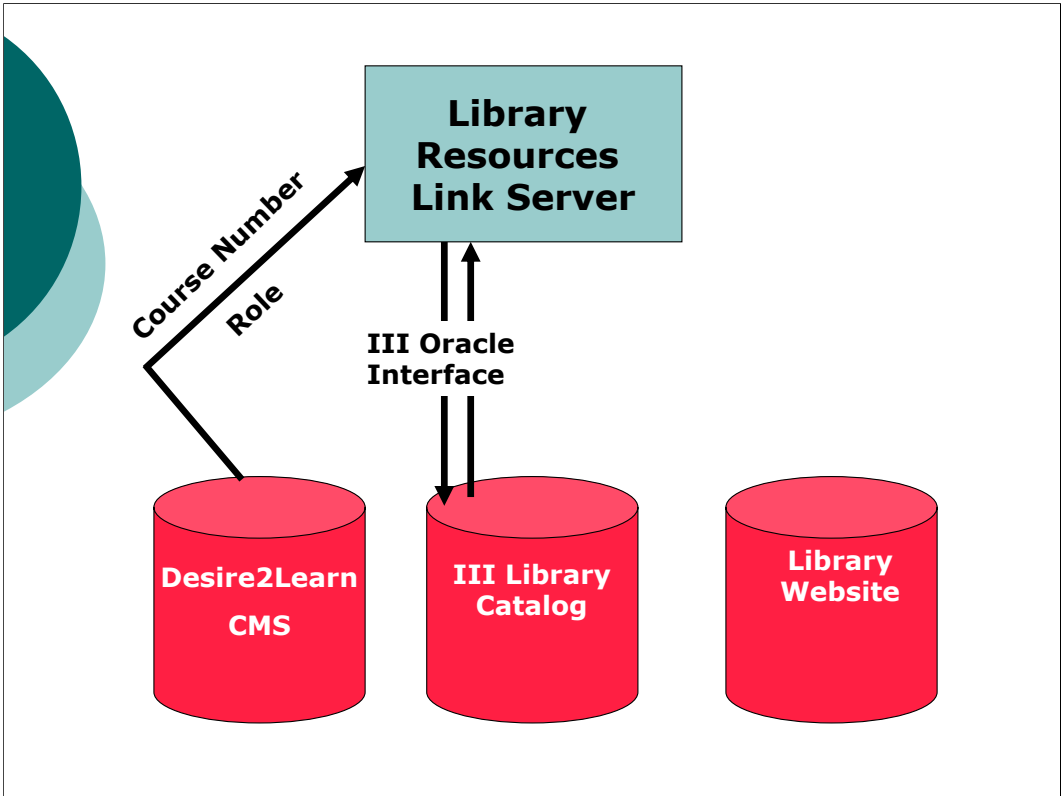 Library
Resources
Link Server
Course Number
Role
III Oracle
Interface
Desire2Learn
CMS
III Library
Catalog
Library
Website